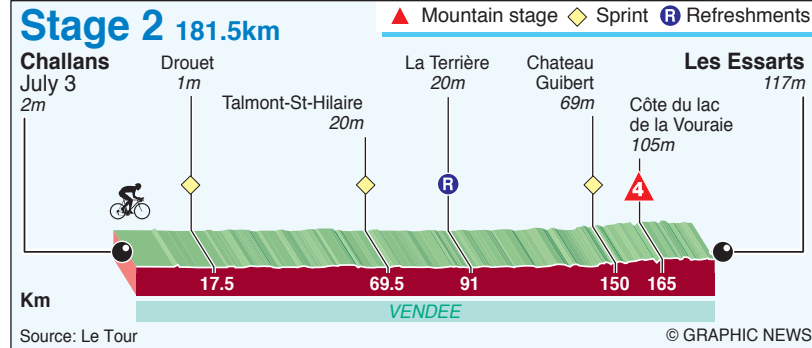 Stage 2 181.5km
Mountain stage
Sprint
R Refreshments
Challans
July 3
2m
Drouet
1m
Talmont-St-Hilaire
20m
La Terrière
20m
Chateau
Guibert
69m
Côte du lac
de la Vouraie
105m
Les Essarts
117m
R
4
17.5
69.5
91
150
165
Km
VENDEE
Source: Le Tour
© GRAPHIC NEWS